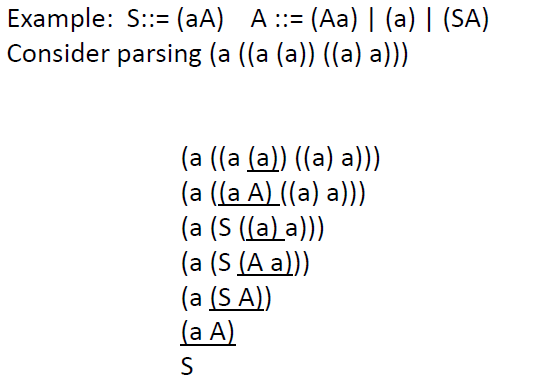 Example:  S::= (aA)   A ::= (Aa) | (a) | (SA)
Consider parsing (a ((a (a)) ((a) a)))
(a ((a (a)) ((a) a)))
(a ((a A) ((a) a)))
(a (S ((a) a)))
(a (S (A a)))
(a (S A))
(a A)
S